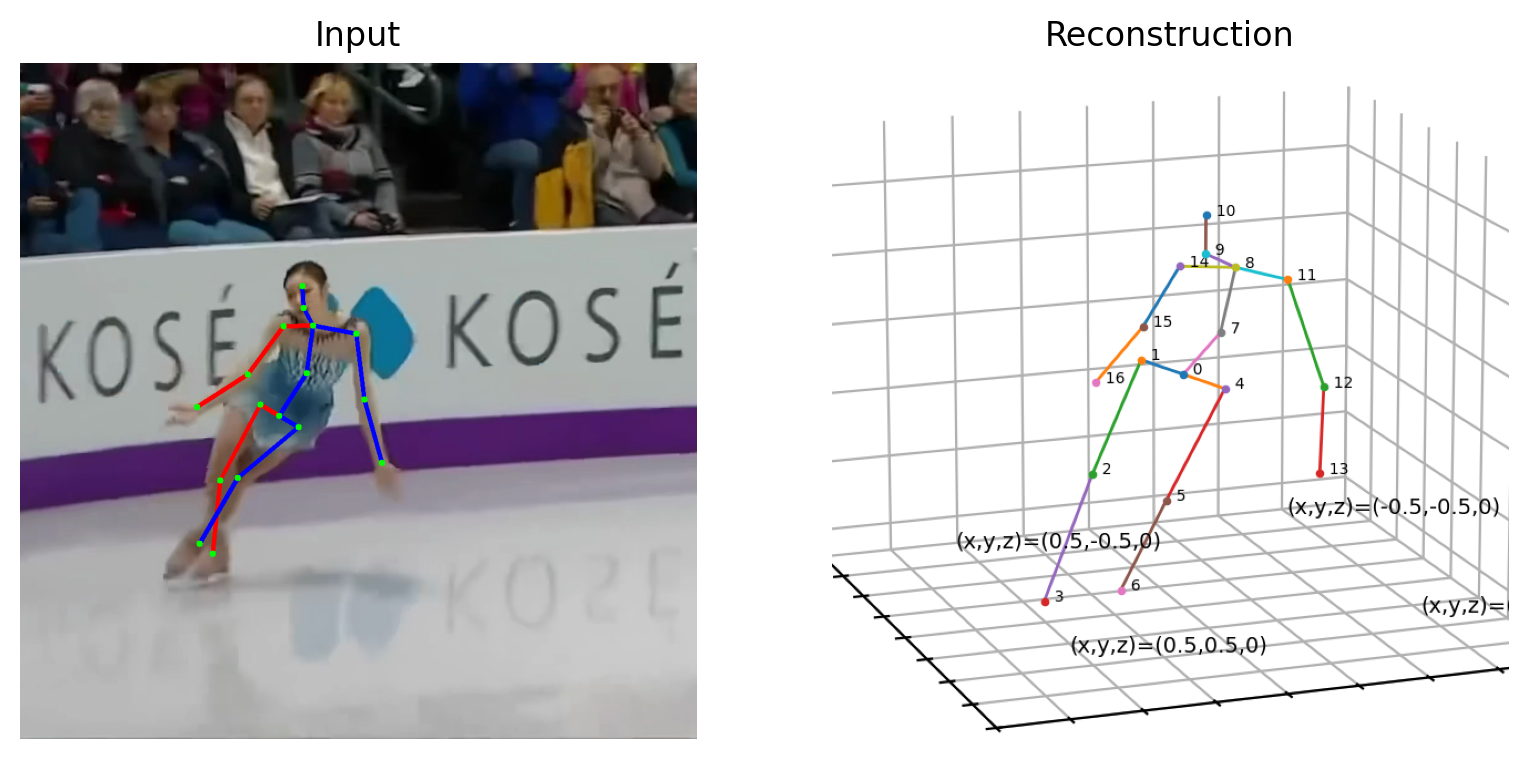 Input
Reconstruction
KOSÉ
KOSÉ
10
9
14
8
11
15
7
1
0
16
4
12
2
13
5
(x,y,z)=(-0.5,-0.5,0)
(x,y,z)=(0.5,-0.5,0)
3
6
(x,y,z)=(
(x,y,z)=(0.5,0.5,0)